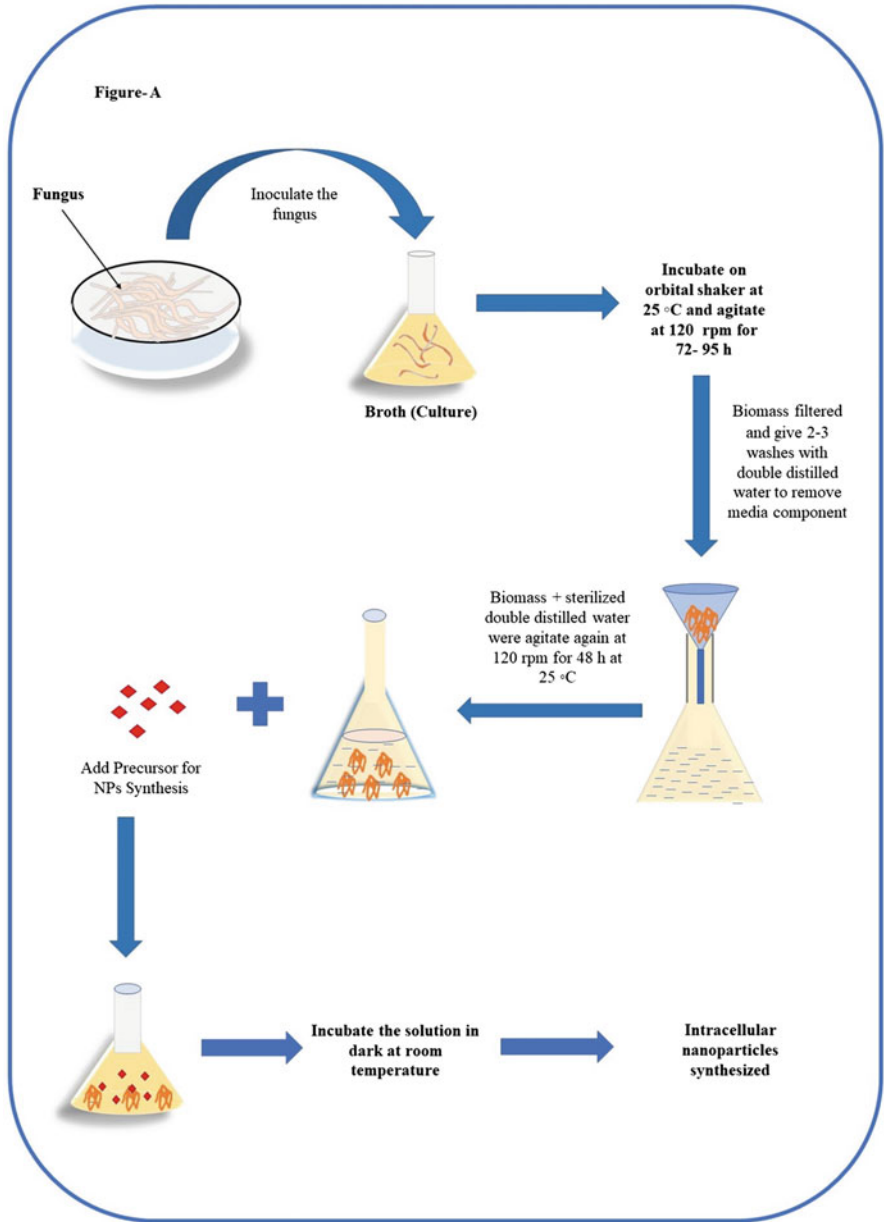 Figure- A
Fungus
Inoculate the
fungus
Broth (Culture)
Incubate on
orbital shaker at
25 ◦C and agitate
at 120 rpm for
72- 95 h
Biomass filtered
and give 2-3
washes with
double distilled
water to remove
media component
Biomass + sterilized
double distilled water
were agitate again at
120 rpm for 48 h at
25 ◦C
Add Precursor for
NPs Synthesis
Incubate the solution in
dark at room
temperature
Intracellular
nanoparticles
synthesized